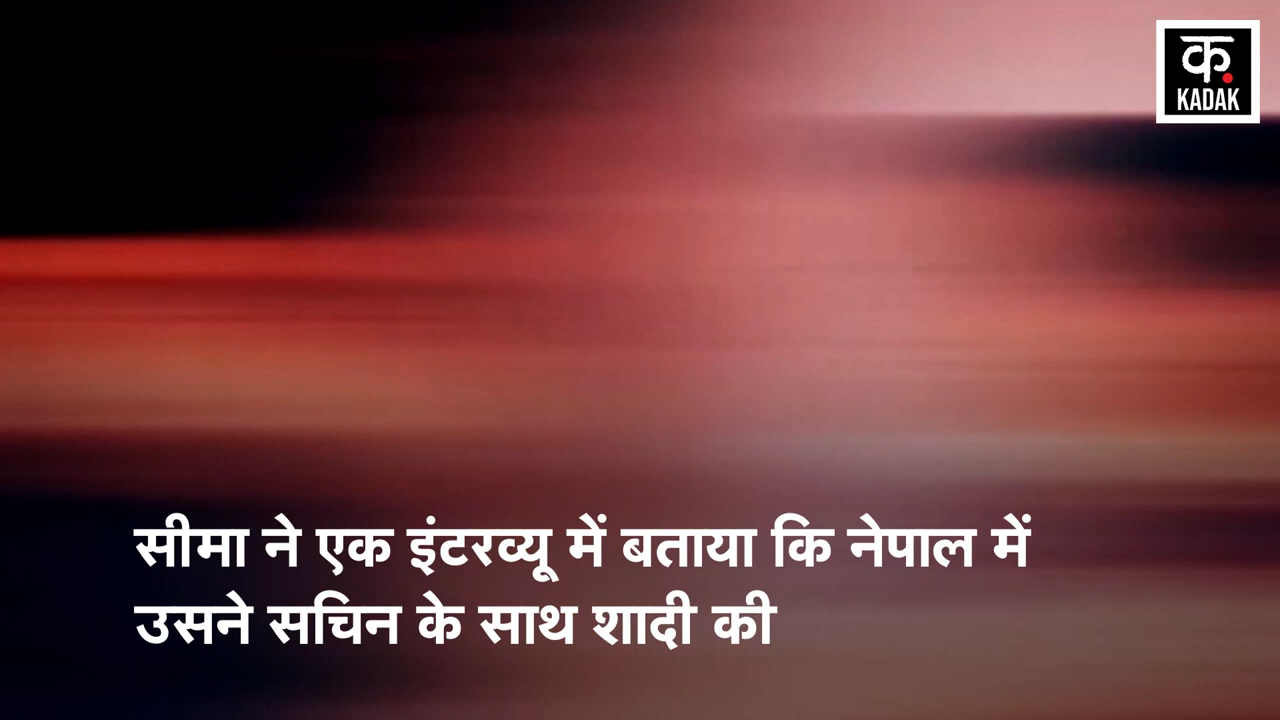 क.
KADAK
सीमा ने एक इंटरव्यू में बताया कि नेपाल में
उसने सचिन के साथ शादी की